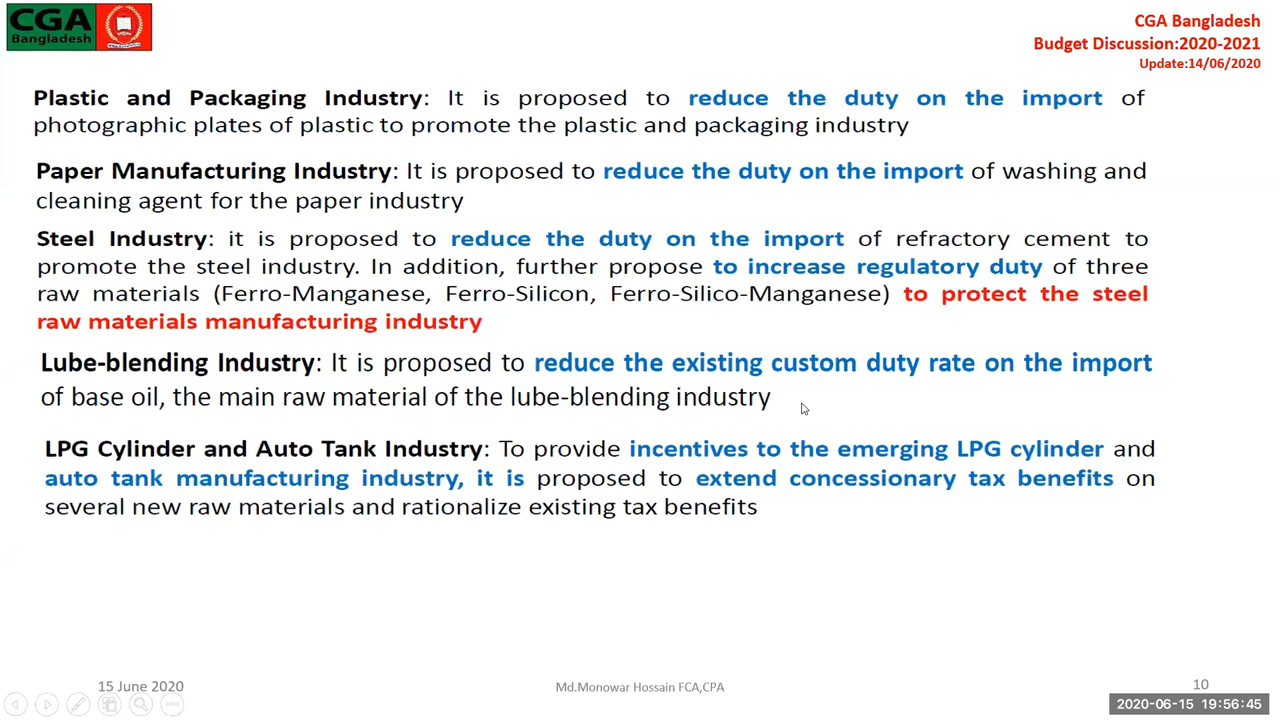 CGA
Bangladesh
CGA Bangladesh
Budget Discussion:2020-2021
Update:14/06/2020
Plastic and Packaging Industry: It is proposed to reduce the duty on the import of
photographic plates of plastic to promote the plastic and packaging industry
Paper Manufacturing Industry: It is proposed to reduce the duty on the import of washing and
cleaning agent for the paper industry
Steel Industry: it is proposed to reduce the duty on the import of refractory cement to
promote the steel industry. In addition, further propose to increase regulatory duty of three
raw materials (Ferro-Manganese, Ferro-Silicon, Ferro-Silico-Manganese) to protect the steel
raw materials manufacturing industry
Lube-blending Industry: It is proposed to reduce the existing custom duty rate on the import
of base oil, the main raw material of the lube-blending industry
LPG Cylinder and Auto Tank Industry: To provide incentives to the emerging LPG cylinder and
auto tank manufacturing industry, it is proposed to extend concessionary tax benefits on
several new raw materials and rationalize existing tax benefits
15 June 2020
Md.Monowar Hossain FCA,CPA
10
2020-06-15 19:56:45